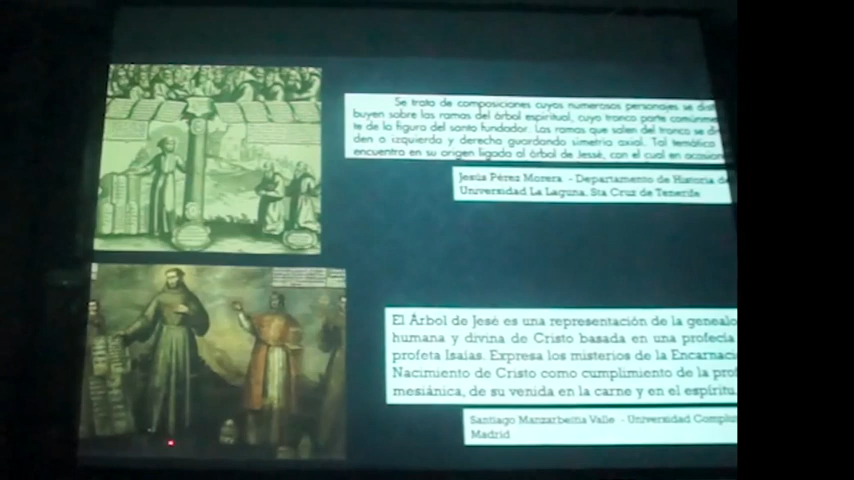 Se trata de composiciones cuyos numerosos personajes se dist
buyen sobre las ramas del árbol espiritual, cuyo tronco parte comúnme
te de la figura del santo fundador. Las ramas que salen del tronco se di
den a izquierda y derecha guardando simetría axial. Tal temática
encuentra en su origen ligada al árbol de Jessé, con el cual en ocasion
Jesús Pérez Morera - Departamento de Historia de
Universidad La Laguna. Sta Cruz de Tenerife
El Árbol de Jesé es una representación de la genealo
humana y divina de Cristo basada en una profecía
profeta Isaías. Expresa los misterios de la Encarnaci
Nacimiento de Cristo como cumplimiento de la prof
mesiánica, de su venida en la carne y en el espíritu.
Santiago Manzarbeitia Valle - Universidad Complu
Madrid